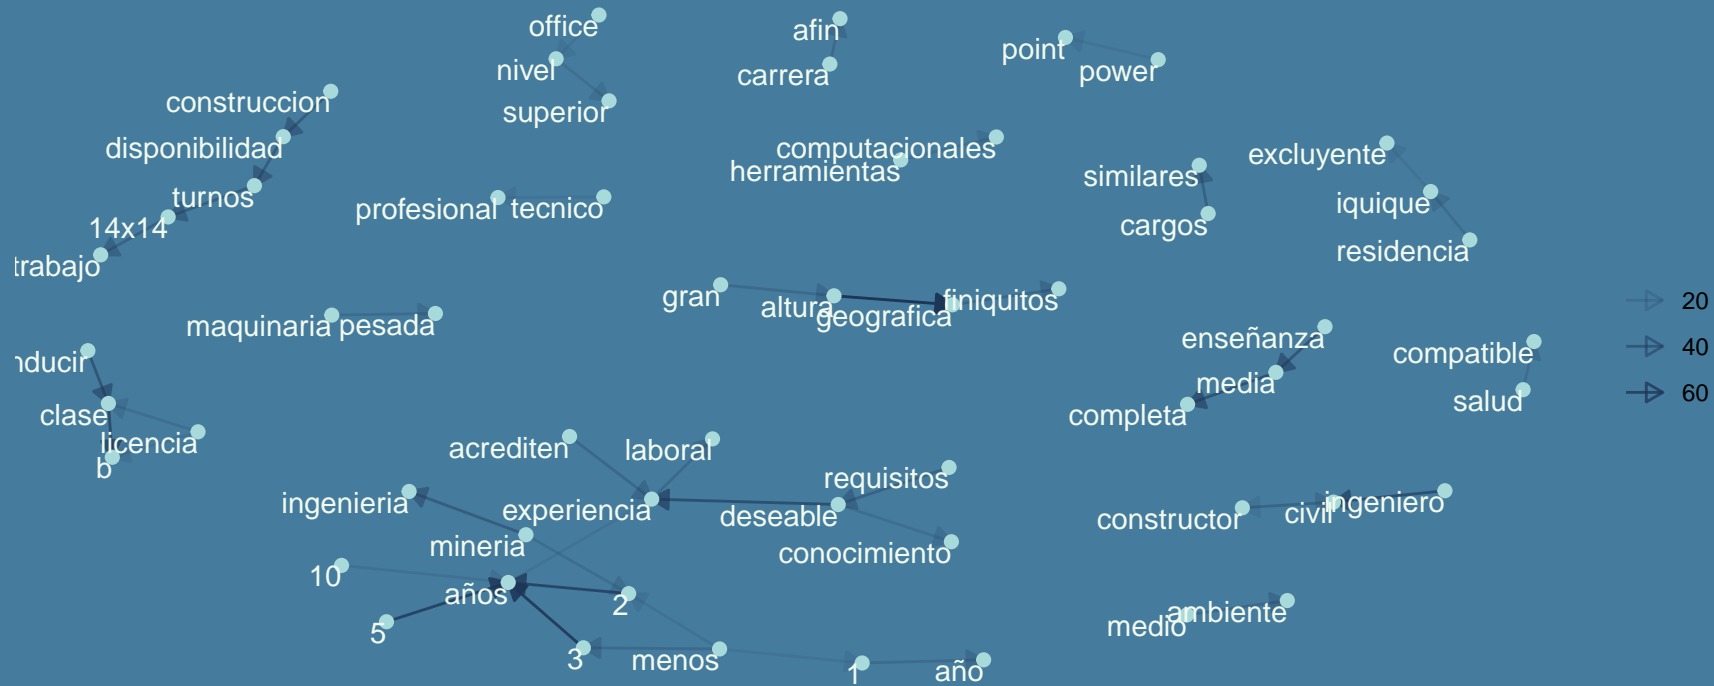 office
afin
point
nivel
carrera
power
construccion
superior
disponibilidad
computacionales
herramientas
similares
excluyente
turnos
profesional
tecnico
iquique
14x14
cargos
residencia
trabajo
gran
altura
geografica
finiquitos
20
maquinaria
pesada
enseñanza
compatible
40
nducir
media
60
clase
completa
salud
licencia
acrediten
laboral
b
requisitos
ingenieria
experiencia
deseable
constructor
civil
ingeniero
mineria
conocimiento
10
años
2
5
medio
ambiente
3
menos
1
año